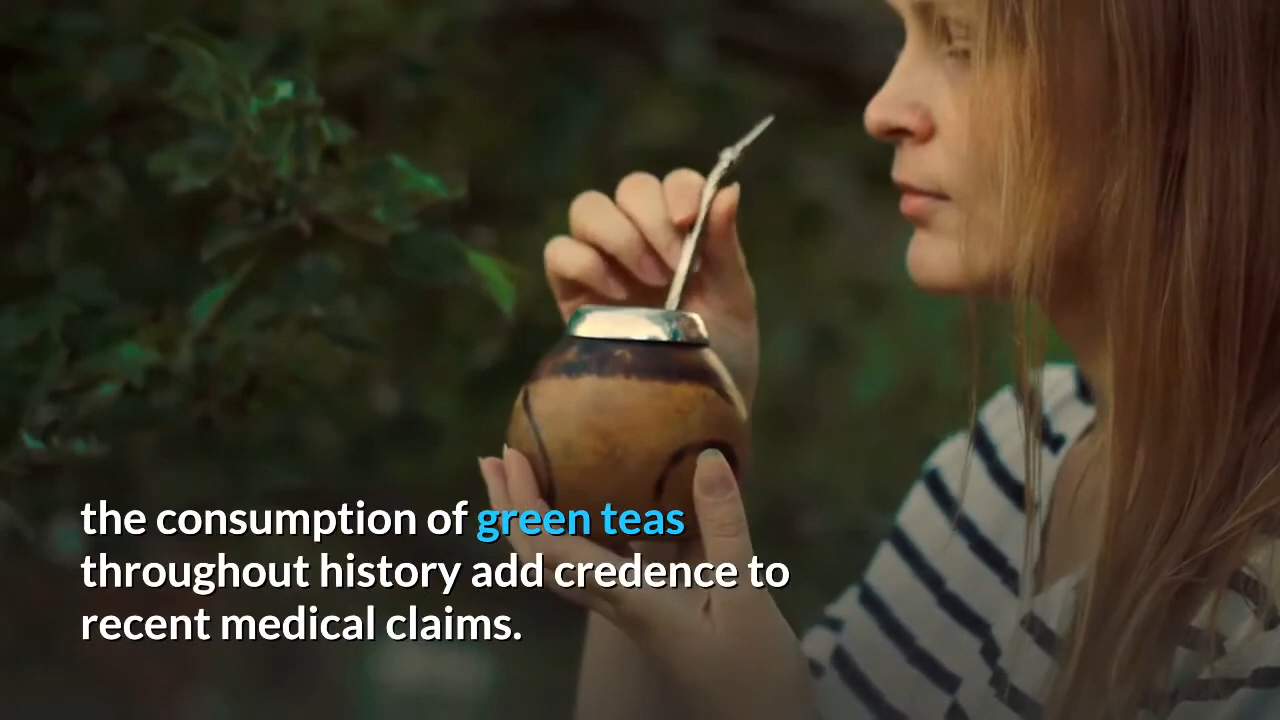 the consumption of green teas
throughout history add credence to
recent medical claims.